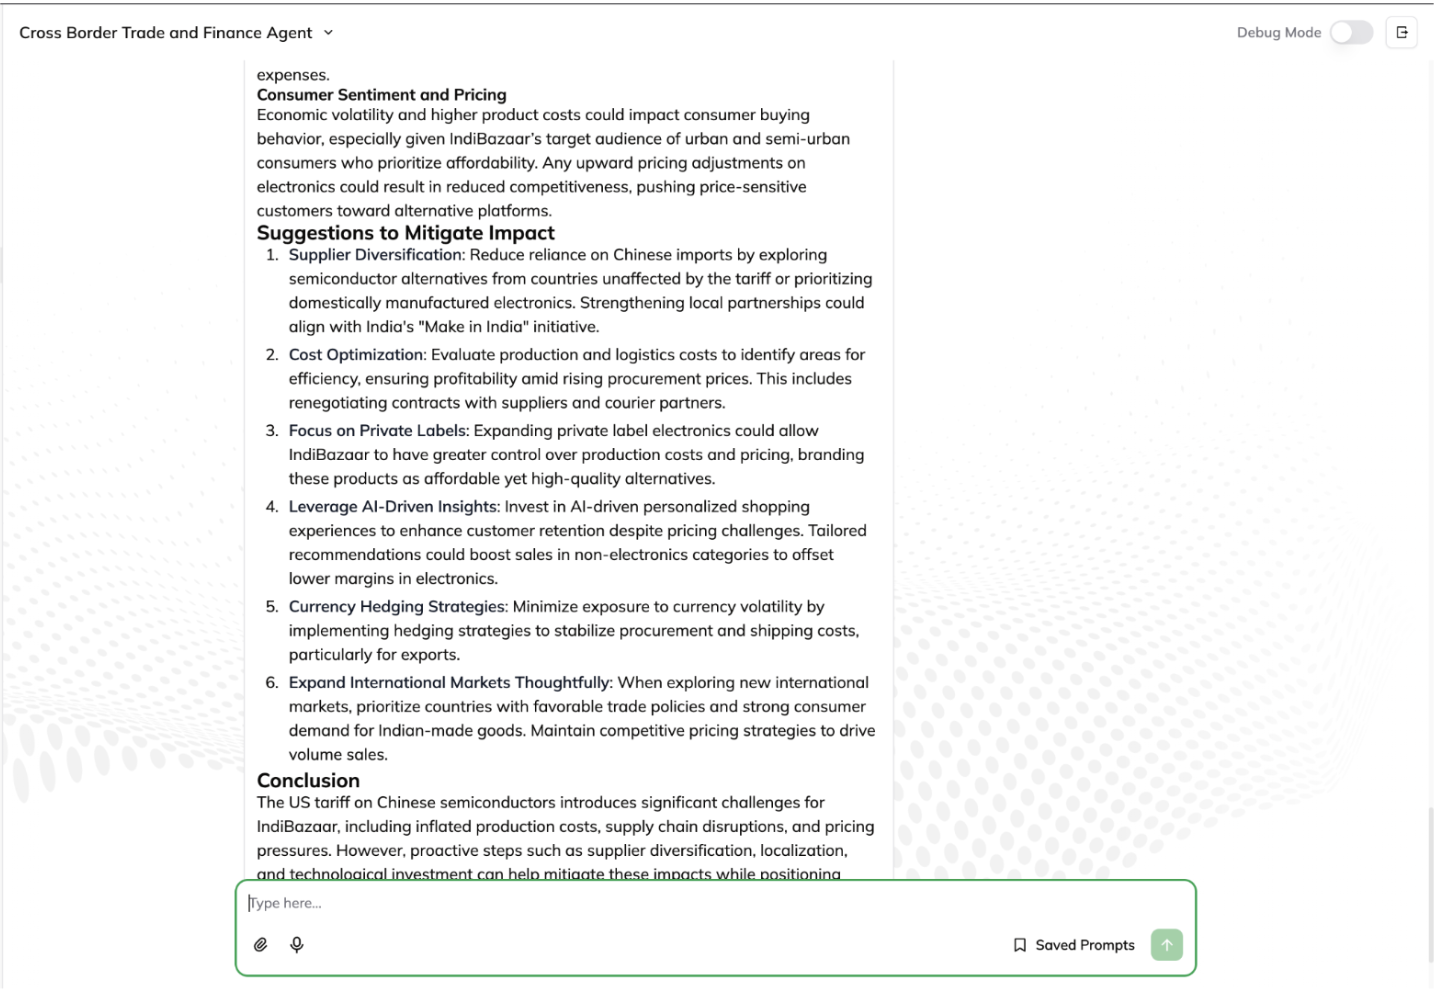 Cross Border Trade and Finance Agent
Debug Mode
expenses.
Consumer Sentiment and Pricing
Economic volatility and higher product costs could impact consumer buying
behavior, especially given IndiBazaar's target audience of urban and semi-urban
consumers who prioritize affordability. Any upward pricing adjustments on
electronics could result in reduced competitiveness, pushing price-sensitive
customers toward alternative platforms.
Suggestions to Mitigate Impact
1. Supplier Diversification: Reduce reliance on Chinese imports by exploring
semiconductor alternatives from countries unaffected by the tariff or prioritizing
domestically manufactured electronics. Strengthening local partnerships could
align with India's "Make in India" initiative.
2. Cost Optimization: Evaluate production and logistics costs to identify areas for
efficiency, ensuring profitability amid rising procurement prices. This includes
renegotiating contracts with suppliers and courier partners.
3. Focus on Private Labels: Expanding private label electronics could allow
IndiBazaar to have greater control over production costs and pricing, branding
these products as affordable yet high-quality alternatives.
4. Leverage AI-Driven Insights: Invest in AI-driven personalized shopping
experiences to enhance customer retention despite pricing challenges. Tailored
recommendations could boost sales in non-electronics categories to offset
lower margins in electronics.
5. Currency Hedging Strategies: Minimize exposure to currency volatility by
implementing hedging strategies to stabilize procurement and shipping costs,
particularly for exports.
6. Expand International Markets Thoughtfully: When exploring new international
markets, prioritize countries with favorable trade policies and strong consumer
demand for Indian-made goods. Maintain competitive pricing strategies to drive
volume sales.
Conclusion
The US tariff on Chinese semiconductors introduces significant challenges for
IndiBazaar, including inflated production costs, supply chain disruptions, and pricing
pressures. However, proactive steps such as supplier diversification, localization,
and technological investment can help mitigate these impacts while positioning
Type here...
Saved Prompts